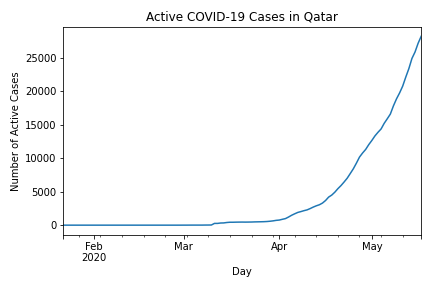 Active COVID-19 Cases in Qatar
Number of Active Cases
25000
20000
15000
10000
5000
0
Feb
2020
Mar
Apr
May
Day